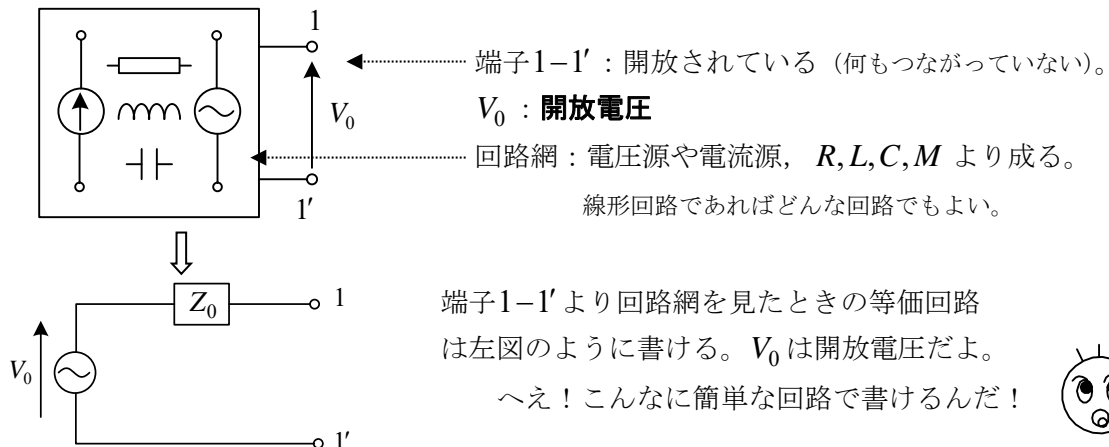 1
端子1−1′：開放されている（何もつながっていない）。
V₀
V₀：開放電圧
回路網：電圧源や電流源， R, L, C, M より成る。
1′
線形回路であればどんな回路でもよい。
Z₀
1
端子1−1′より回路網を見たときの等価回路
V₀
は左図のように書ける。V₀は開放電圧だよ。
へえ！こんなに簡単な回路で書けるんだ！
1′